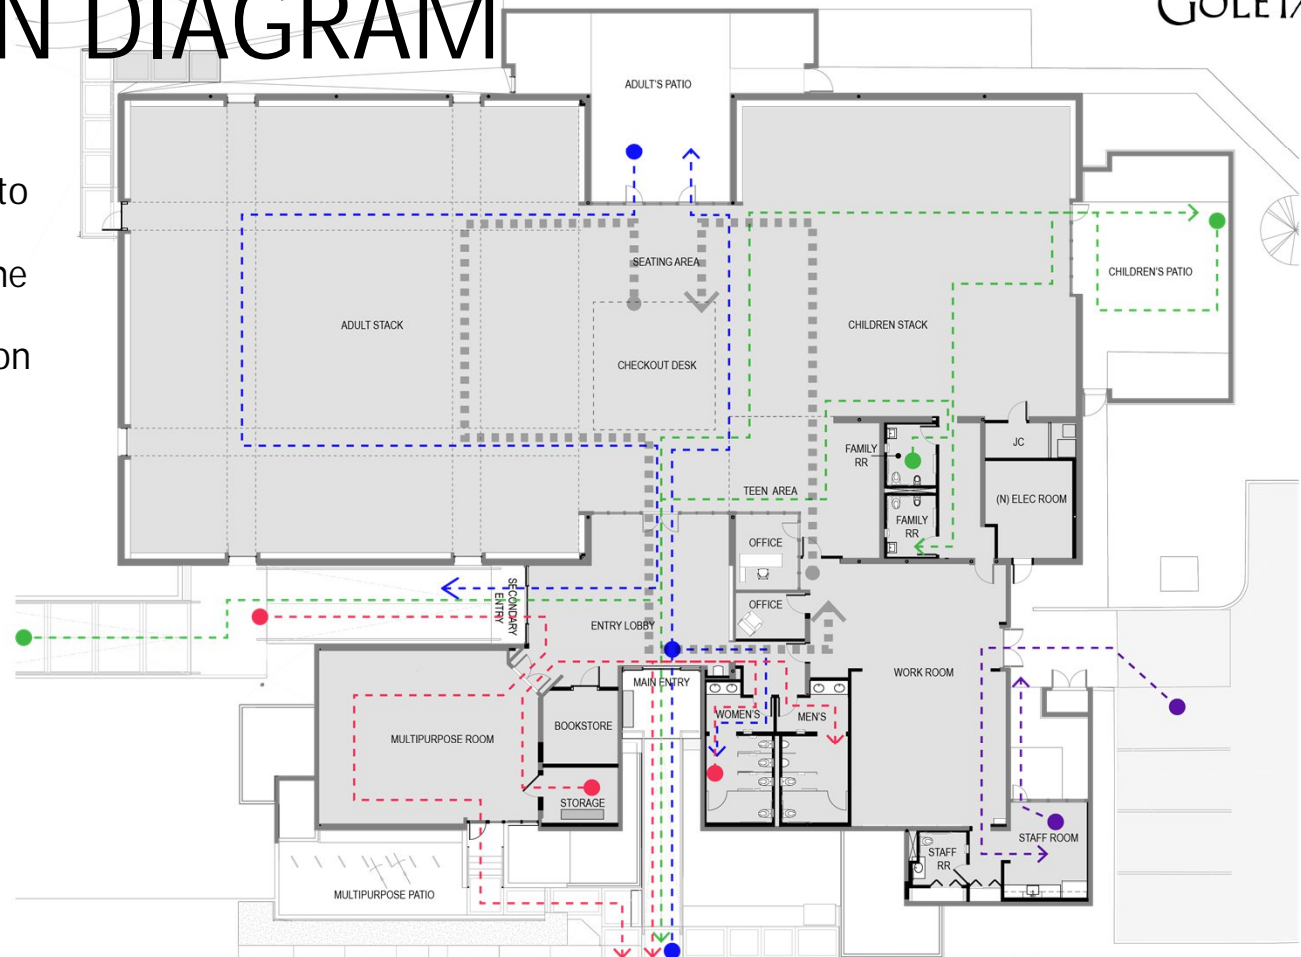 N DIAGRAM
GOLETA
to
ne
on
ADULT'S PATIO
SEATING AREA
CHILDREN'S PATIO
ADULT STACK
CHILDREN STACK
CHECKOUT DESK
FAMILY
RR
JC
TEEN AREA
(N) ELEC ROOM
FAMILY
RR
OFFICE
SECONDARY
ENTRY
OFFICE
ENTRY LOBBY
WORK ROOM
MAIN ENTRY
WOMEN'S
MEN'S
BOOKSTORE
MULTIPURPOSE ROOM
STORAGE
STAFF ROOM
STAFF
RR
MULTIPURPOSE PATIO